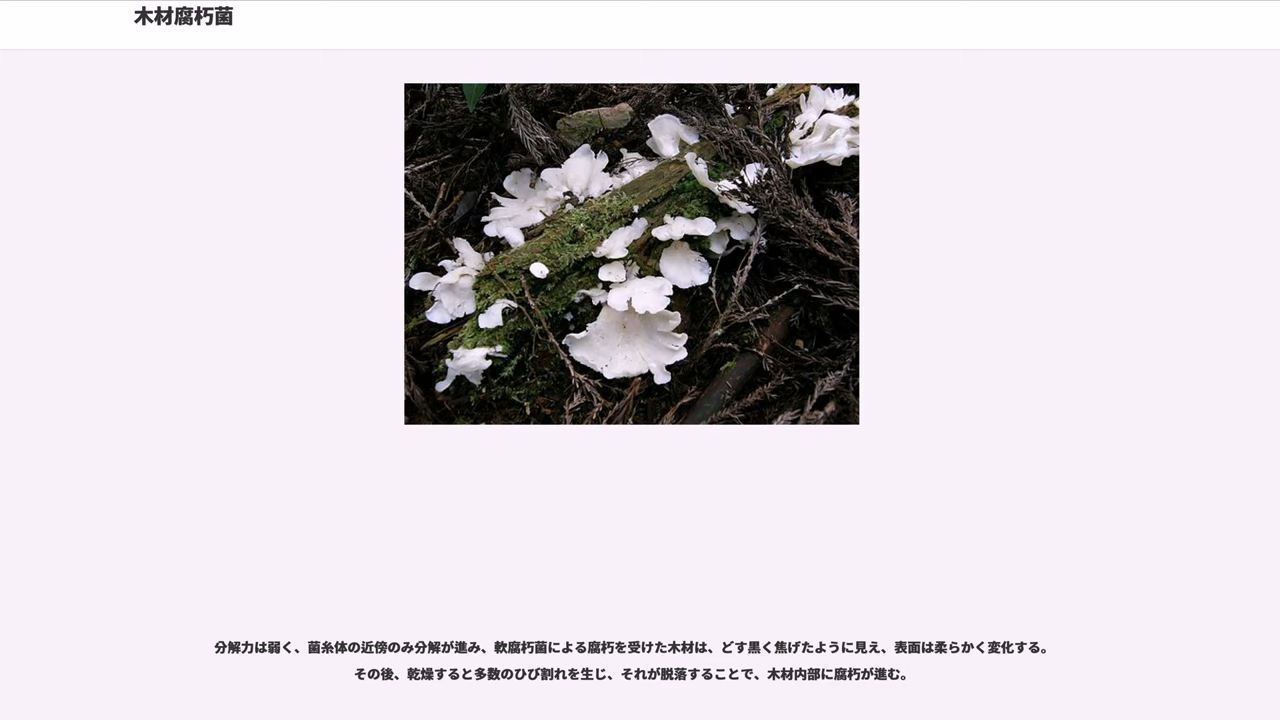 木材腐朽菌
分解力は弱く、菌糸体の近傍のみ分解が進み、軟腐朽菌による腐朽を受けた木材は、どす黒く焦げたように見え、表面は柔らかく変化する。
その後、乾燥すると多数のひび割れを生じ、それが脱落することで、木材内部に腐朽が進む。